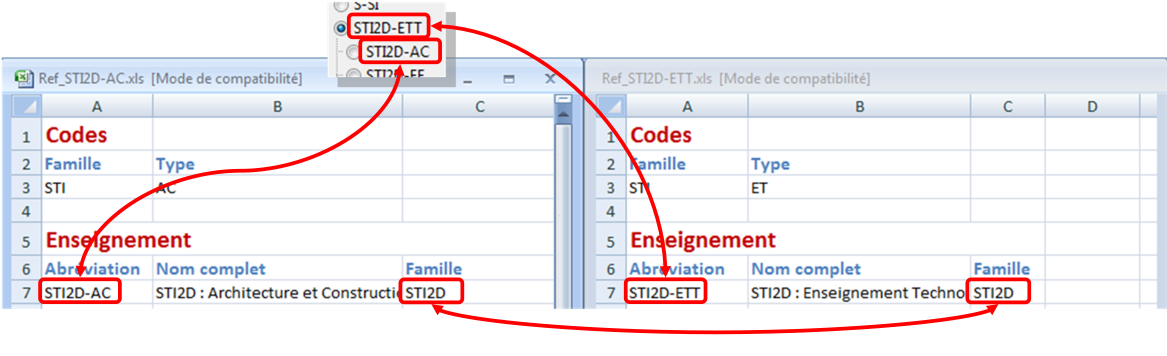 S-SI
STI2D-ETT
STI2D-AC
STI2D-EE
Ref_STI2D-AC.xls [Mode de compatibilité]
A B C
1 Codes
2 Famille Type
3 STI AC
4
5 Enseignement
6 Abréviation Nom complet Famille
7 STI2D-AC STI2D : Architecture et Constructi STI2D
Ref_STI2D-ETT.xls [Mode de compatibilité]
A B C D
1 Codes
2 Famille Type
3 STI ET
4
5 Enseignement
6 Abréviation Nom complet Famille
7 STI2D-ETT STI2D : Enseignement Techno STI2D